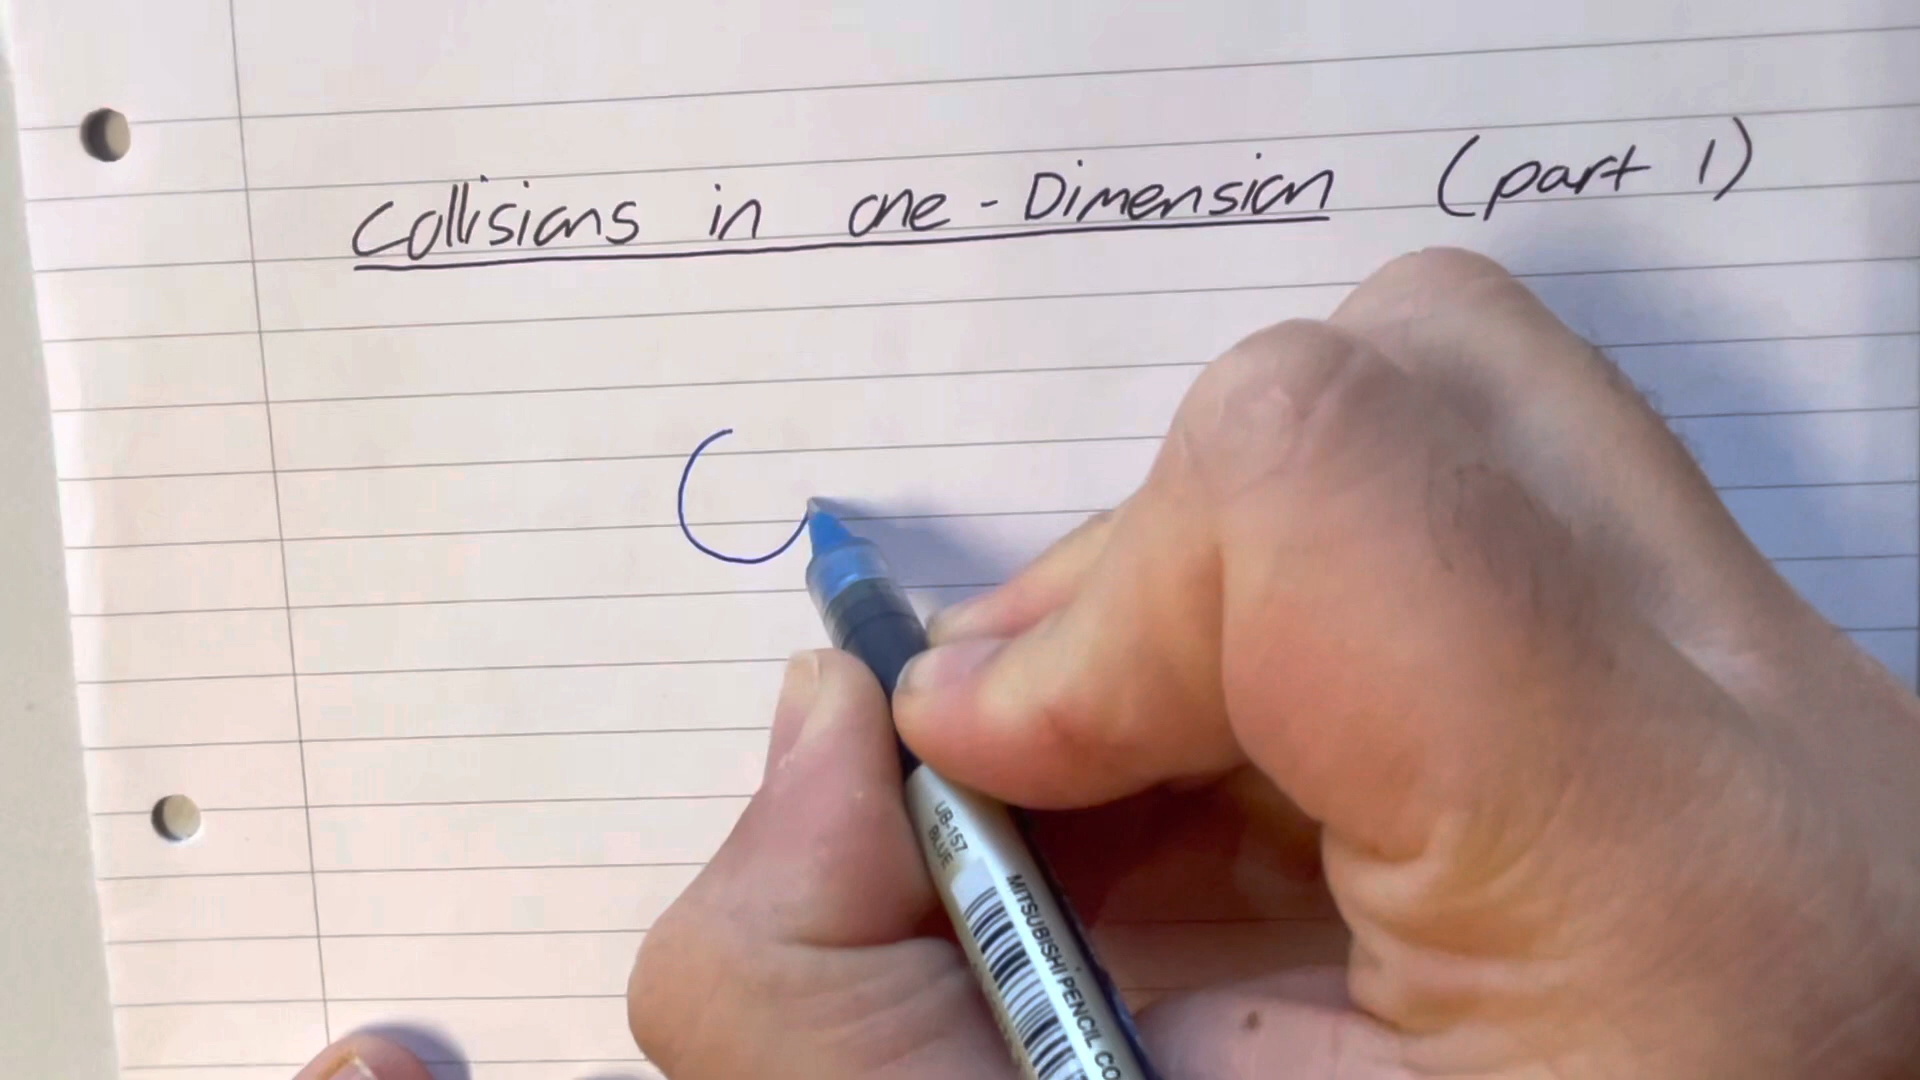 Collisions in one-Dimension (part 1)
UB-157
BLUE
MITSUBISHI PENCIL CO